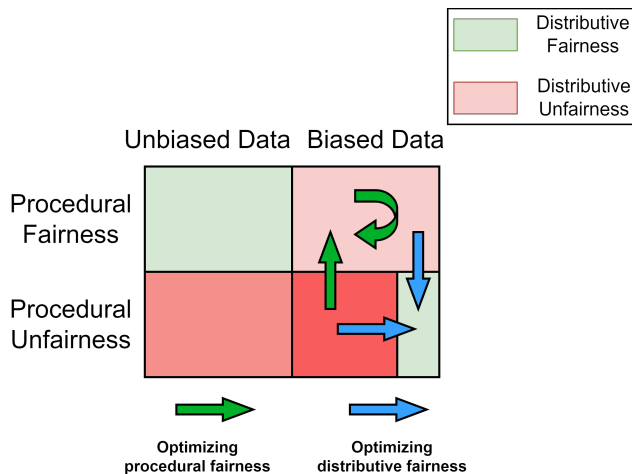 Distributive
Fairness
Distributive
Unfairness
Unbiased Data
Biased Data
Procedural
Fairness
Procedural
Unfairness
Optimizing
procedural fairness
Optimizing
distributive fairness